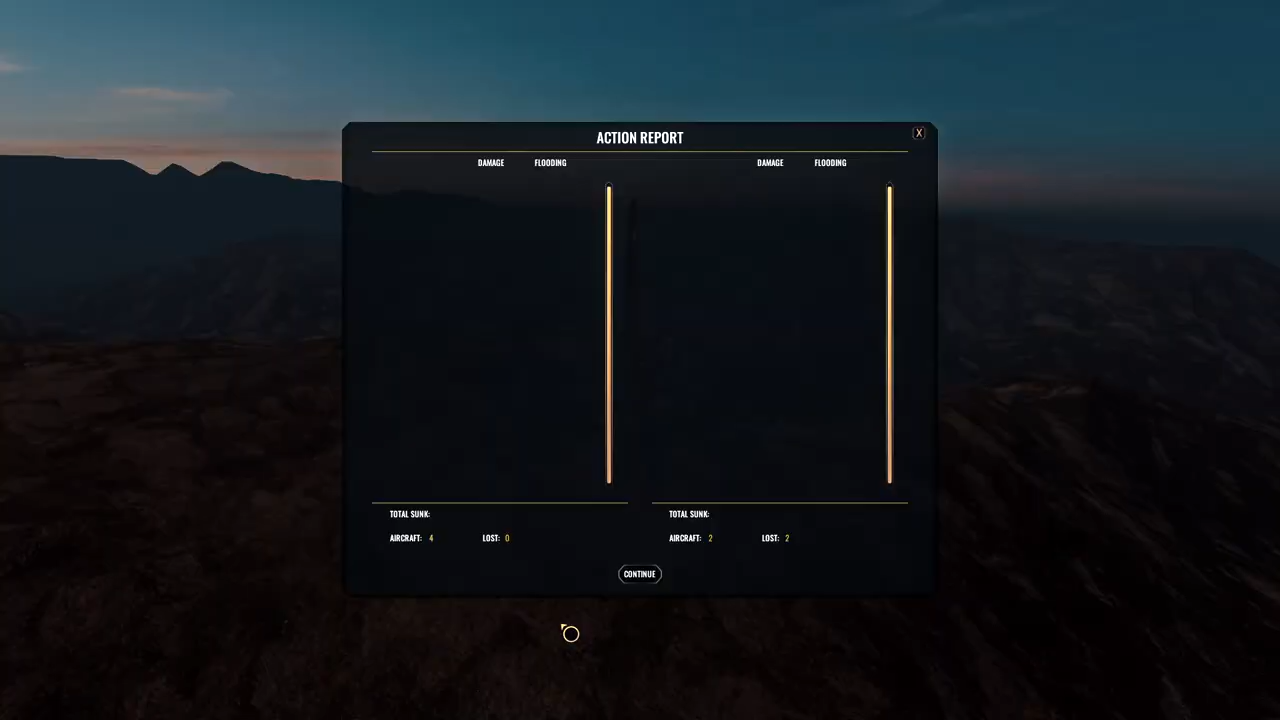 ACTION REPORT
X
DAMAGE FLOODING DAMAGE FLOODING
TOTAL SUNK: TOTAL SUNK:
AIRCRAFT: 4 LOST: 0 AIRCRAFT: 2 LOST: 2
CONTINUE